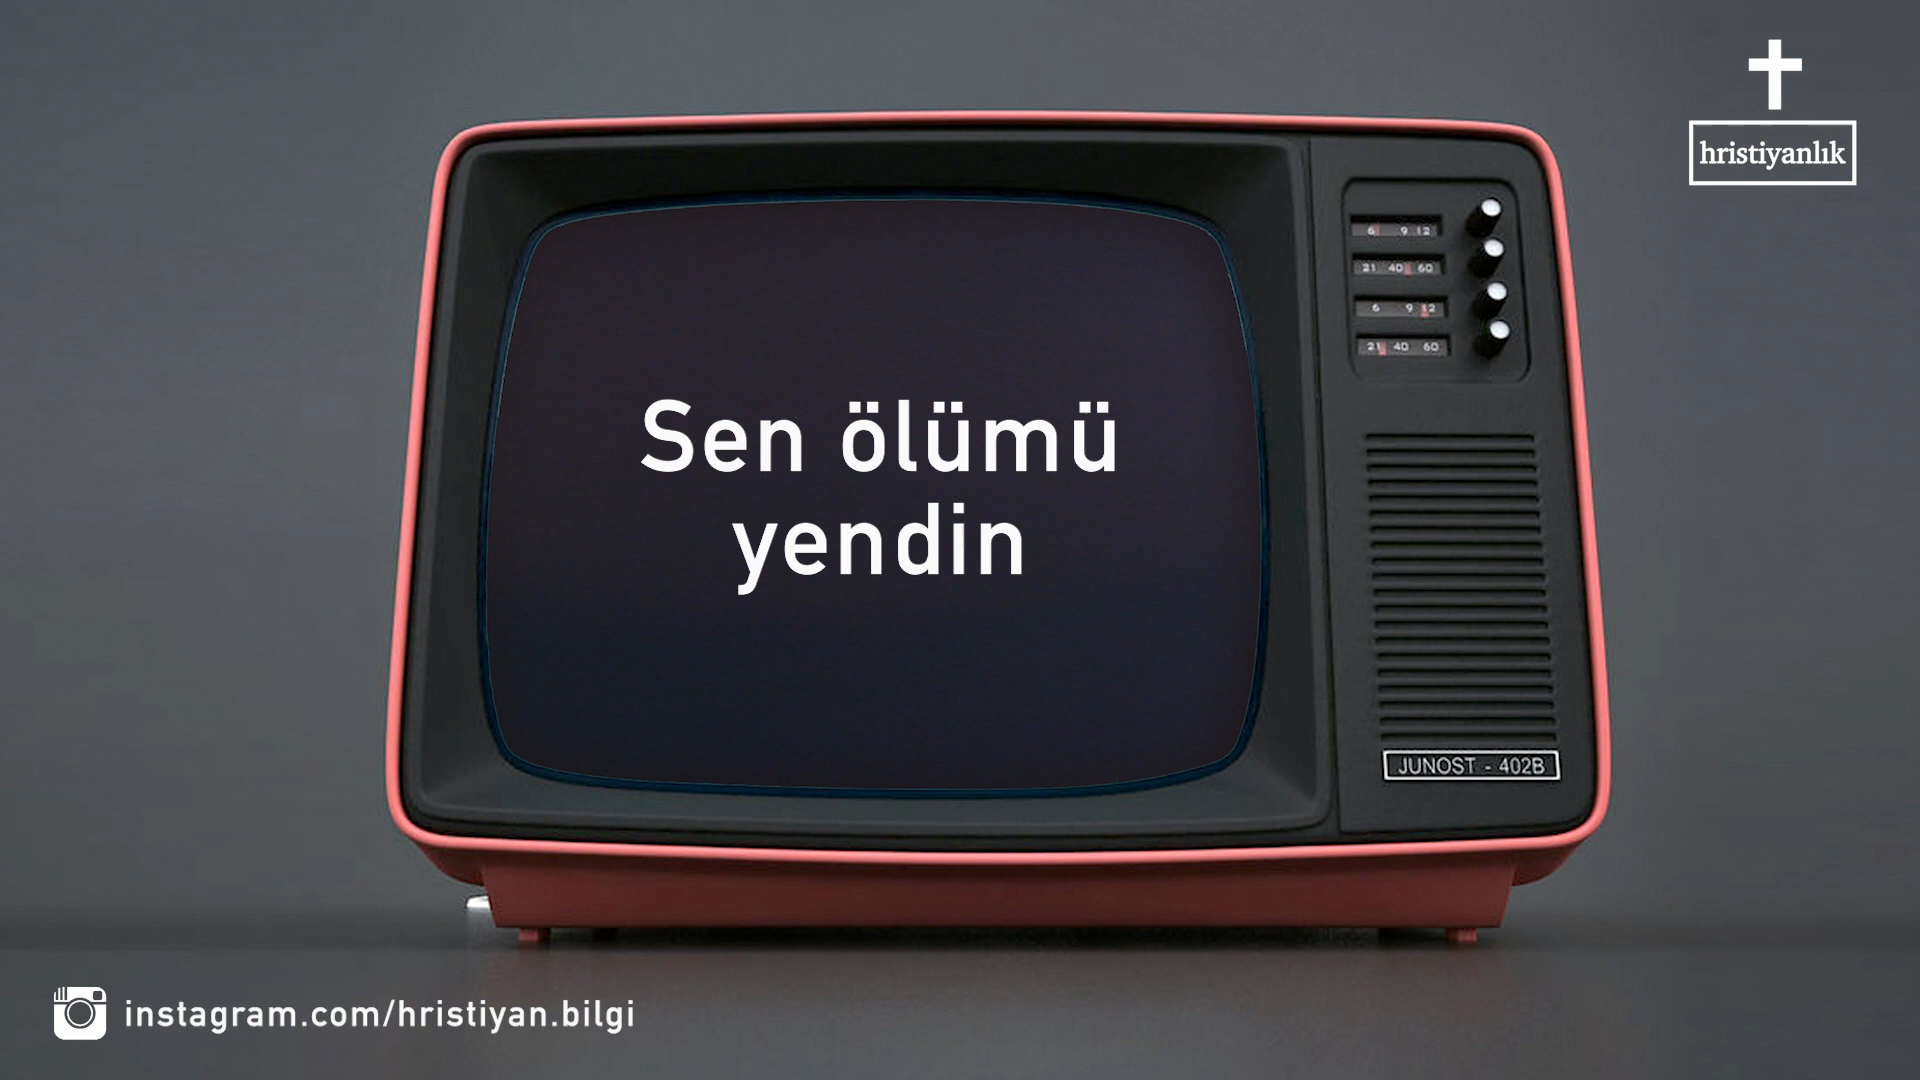 hristiyanlık
6 9 12
21 40 60
6 9 12
21 40 60
Sen ölümü
yendin
JUNOST - 402B
instagram.com/hristiyan.bilgi